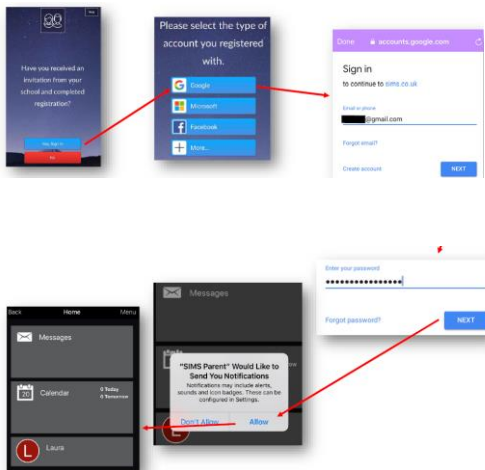 Have you received an
invitation from your
school and completed
registration?
Yes, Sign in
No
Please select the type of
account you registered
with.
Google
Microsoft
Facebook
More...
Done
accounts.google.com
Sign in
to continue to sims.co.uk
Email or phone
@gmail.com
Forgot email?
Create account
NEXT
Enter your password
Forgot password?
NEXT
Messages
"SIMS Parent" Would Like to
Send You Notifications
Notifications may include alerts,
sounds and icon badges. These can be
configured in Settings.
Don't Allow
Allow
Back
Home
Menu
Messages
20
Calendar
0 Today
0 Tomorrow
L
Laura